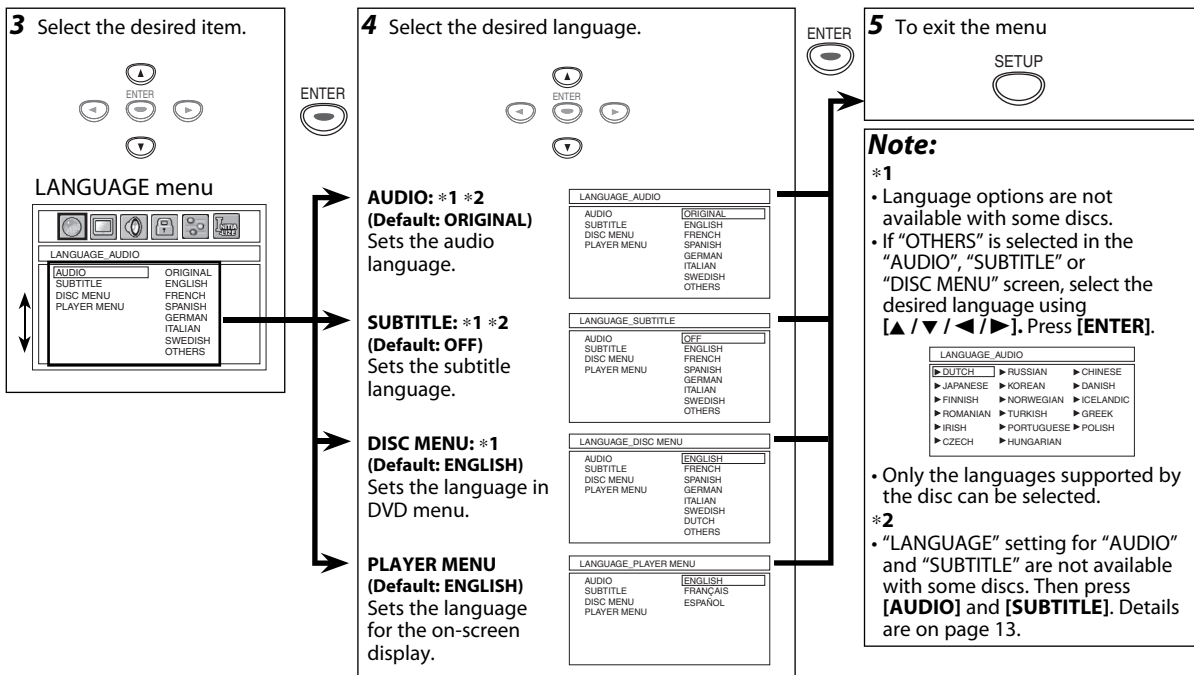 3 Select the desired item.
ENTER
LANGUAGE menu
INITIA
-LIZE
LANGUAGE_AUDIO
AUDIO ORIGINAL
SUBTITLE ENGLISH
DISC MENU FRENCH
PLAYER MENU SPANISH
GERMAN
ITALIAN
SWEDISH
OTHERS
ENTER
4 Select the desired language.
ENTER
AUDIO: *1 *2
(Default: ORIGINAL)
Sets the audio
language.
LANGUAGE_AUDIO
AUDIO ORIGINAL
SUBTITLE ENGLISH
DISC MENU FRENCH
PLAYER MENU SPANISH
GERMAN
ITALIAN
SWEDISH
OTHERS
SUBTITLE: *1 *2
(Default: OFF)
Sets the subtitle
language.
LANGUAGE_SUBTITLE
AUDIO OFF
SUBTITLE ENGLISH
DISC MENU FRENCH
PLAYER MENU SPANISH
GERMAN
ITALIAN
SWEDISH
OTHERS
DISC MENU: *1
(Default: ENGLISH)
Sets the language in
DVD menu.
LANGUAGE_DISC MENU
AUDIO ENGLISH
SUBTITLE FRENCH
DISC MENU SPANISH
PLAYER MENU GERMAN
ITALIAN
SWEDISH
DUTCH
OTHERS
PLAYER MENU
(Default: ENGLISH)
Sets the language
for the on-screen
display.
LANGUAGE_PLAYER MENU
AUDIO ENGLISH
SUBTITLE FRANÇAIS
DISC MENU ESPAÑOL
PLAYER MENU
ENTER
5 To exit the menu
SETUP
Note:
*1
• Language options are not
available with some discs.
• If “OTHERS” is selected in the
“AUDIO”, “SUBTITLE” or
“DISC MENU” screen, select the
desired language using
[▲ / ▼ / ◀ / ▶]. Press [ENTER].
LANGUAGE_AUDIO
▶ DUTCH ▶ RUSSIAN ▶ CHINESE
▶ JAPANESE ▶ KOREAN ▶ DANISH
▶ FINNISH ▶ NORWEGIAN ▶ ICELANDIC
▶ ROMANIAN ▶ TURKISH ▶ GREEK
▶ IRISH ▶ PORTUGUESE ▶ POLISH
▶ CZECH ▶ HUNGARIAN
• Only the languages supported by
the disc can be selected.
*2
• “LANGUAGE” setting for “AUDIO”
and “SUBTITLE” are not available
with some discs. Then press
[AUDIO] and [SUBTITLE]. Details
are on page 13.